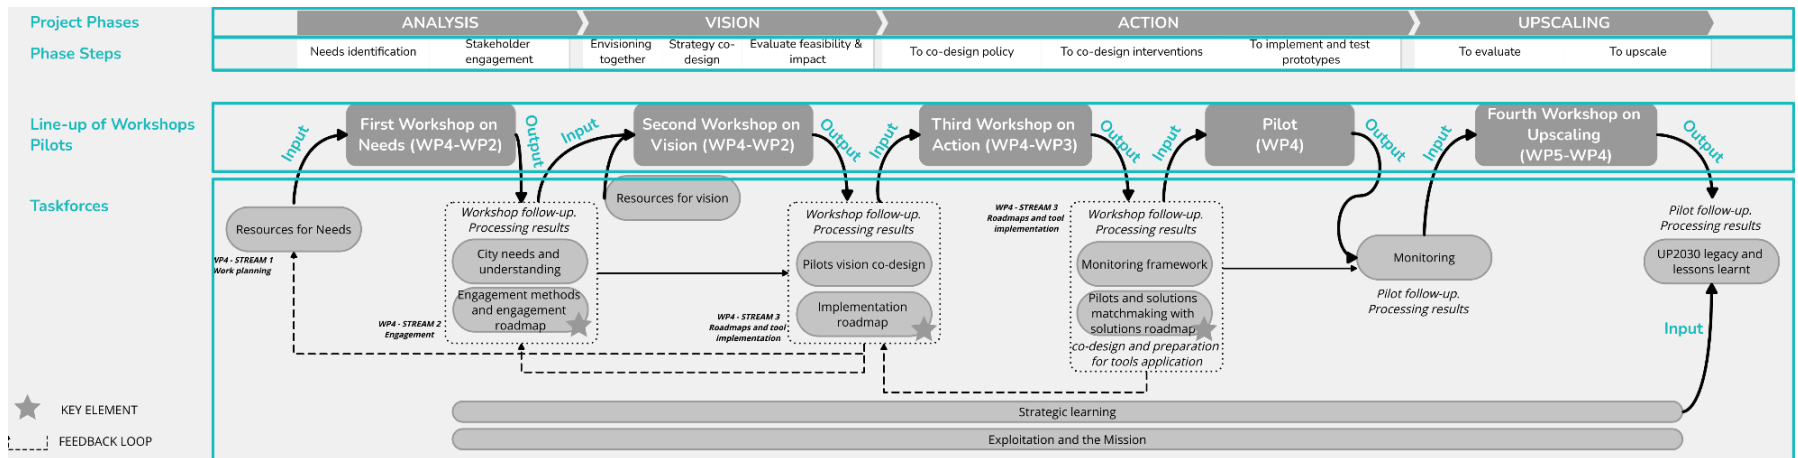 Project Phases
ANALYSIS
VISION
ACTION
UPSCALING
Phase Steps
Needs identification
Stakeholder
engagement
Envisioning
together
Strategy co-
design
Evaluate feasibility &
impact
To co-design policy
To co-design interventions
To implement and test
prototypes
To evaluate
To upscale
Line-up of Workshops
Pilots
Input
First Workshop on
Needs (WP4-WP2)
Output
Input
Second Workshop on
Vision (WP4-WP2)
Output
Input
Third Workshop on
Action (WP4-WP3)
Output
Input
Pilot
(WP4)
Output
Input
Fourth Workshop on
Upscaling
(WP5-WP4)
Output
Taskforces
Resources for Needs
WP4 - STREAM 1
Work planning
Workshop follow-up.
Processing results
City needs and
understanding
Engagement methods
and engagement
roadmap
WP4 - STREAM 2
Engagement
Resources for vision
Workshop follow-up.
Processing results
Pilots vision co-design
Implementation
roadmap
WP4 - STREAM 3
Roadmaps and tool
implementation
WP4 - STREAM 3
Roadmaps and tool
implementation
Workshop follow-up.
Processing results
Monitoring framework
Pilots and solutions
matchmaking with
solutions roadmap
co-design and preparation
for tools application
Monitoring
Pilot follow-up.
Processing results
Pilot follow-up.
Processing results
UP2030 legacy and
lessons learnt
Input
KEY ELEMENT
FEEDBACK LOOP
Strategic learning
Exploitation and the Mission